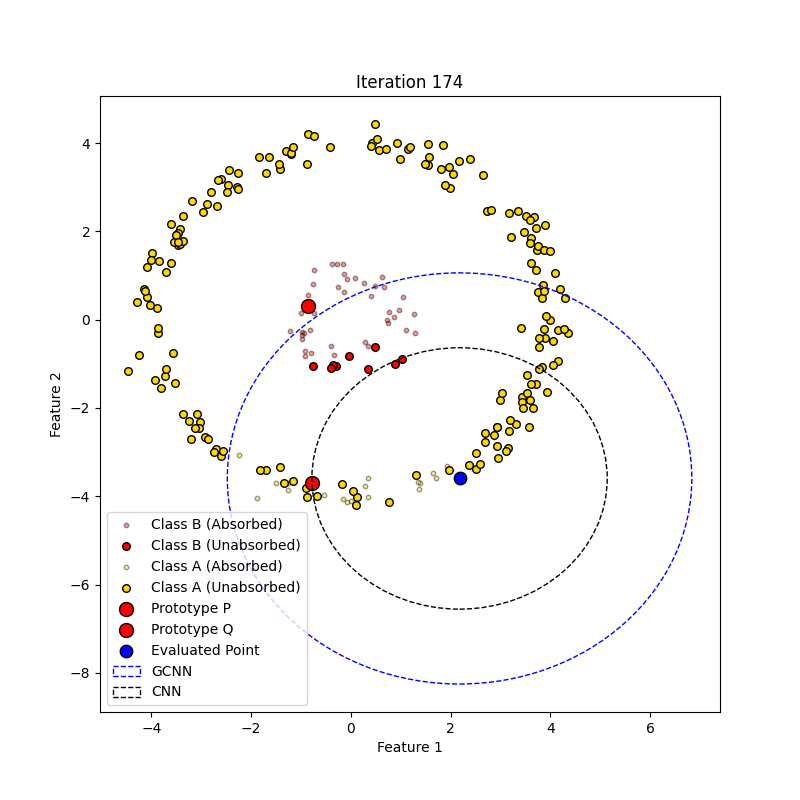 Iteration 174
Feature 2
4
2
0
−2
−4
−6
−8
Class B (Absorbed)
Class B (Unabsorbed)
Class A (Absorbed)
Class A (Unabsorbed)
Prototype P
Prototype Q
Evaluated Point
GCNN
CNN
−4 −2 0 2 4 6
Feature 1